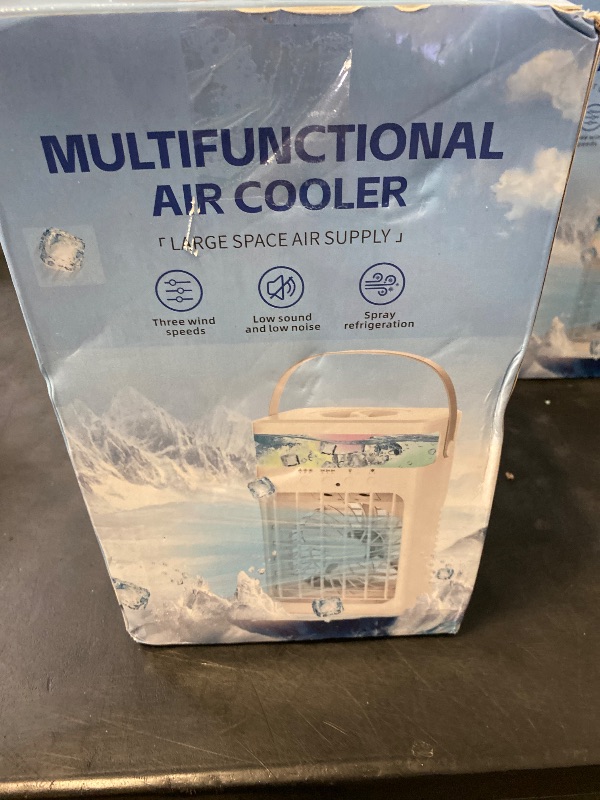 MULTIFUNCTIONAL
AIR COOLER
「LARGE SPACE AIR SUPPLY」
Three wind
speeds
Low sound
and low noise
Spray
refrigeration